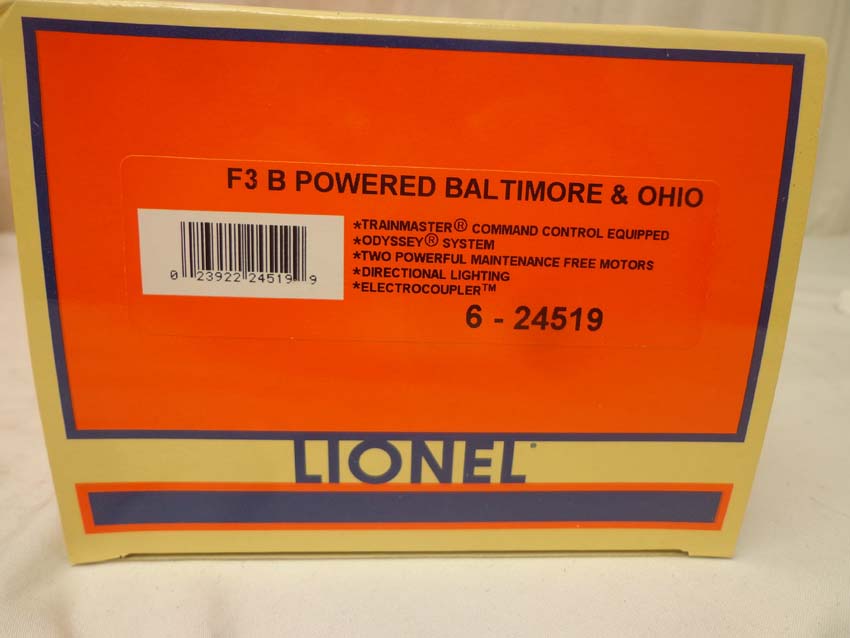 F3 B POWERED BALTIMORE & OHIO
*TRAINMASTER® COMMAND CONTROL EQUIPPED
*ODYSSEY® SYSTEM
*TWO POWERFUL MAINTENANCE FREE MOTORS
*DIRECTIONAL LIGHTING
*ELECTROCOUPLER™
0 23922 24519 9
6 - 24519
LIONEL